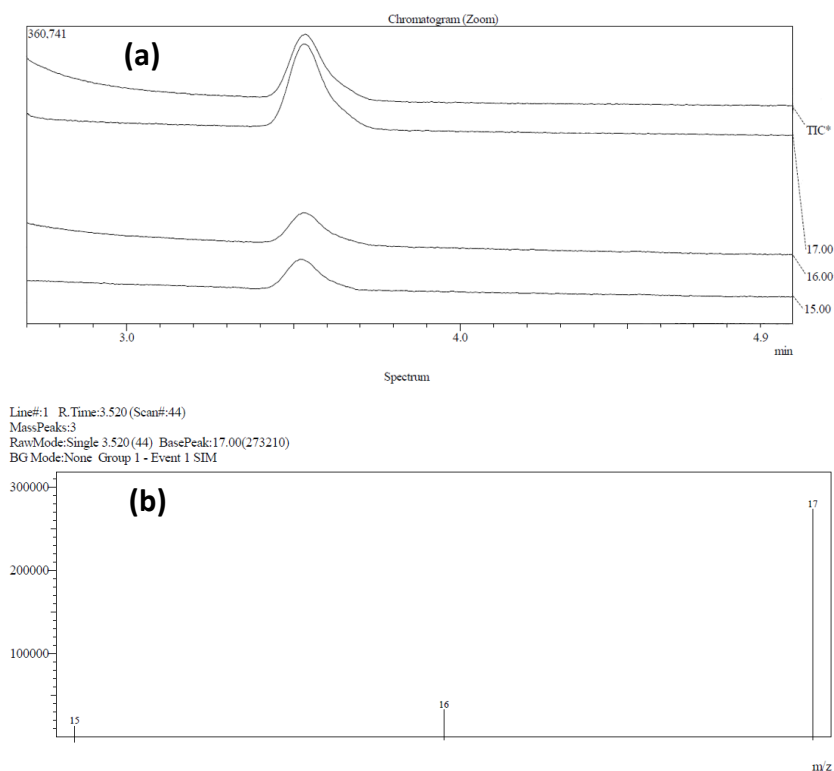 Chromatogram (Zoom)
360,741
(a)
TIC*
17.00
16.00
15.00
3.0 4.0 4.9
min
Spectrum
Line#:1 R.Time:3.520 (Scan#:44)
MassPeaks:3
RawMode:Single 3.520 (44) BasePeak:17.00(273210)
BG Mode:None Group 1 - Event 1 SIM
(b)
300000
17
200000
100000
16
15
m/z